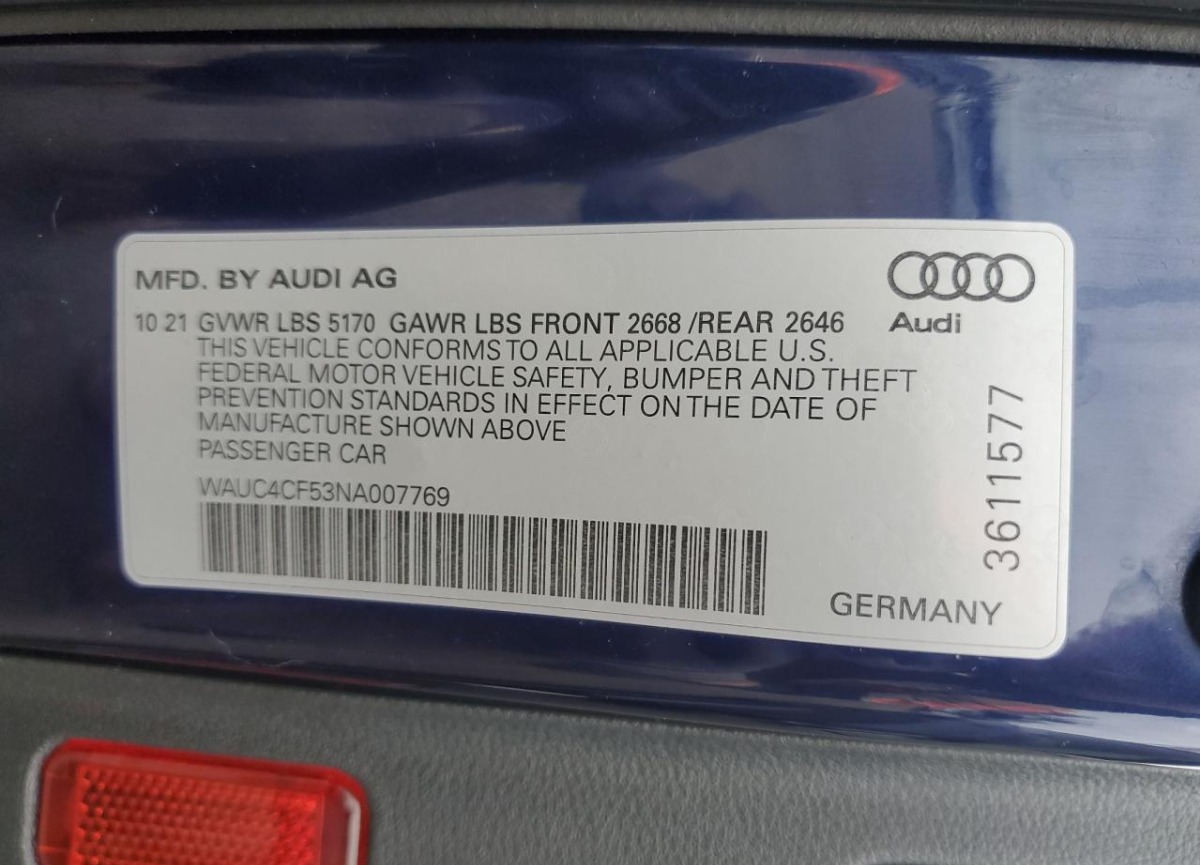 MFD. BY AUDI AG
Audi
10 21 GVWR LBS 5170 GAWR LBS FRONT 2668 /REAR 2646
THIS VEHICLE CONFORMS TO ALL APPLICABLE U.S.
FEDERAL MOTOR VEHICLE SAFETY, BUMPER AND THEFT
PREVENTION STANDARDS IN EFFECT ON THE DATE OF
MANUFACTURE SHOWN ABOVE
PASSENGER CAR
WAUC4CF53NA007769
3611577
GERMANY